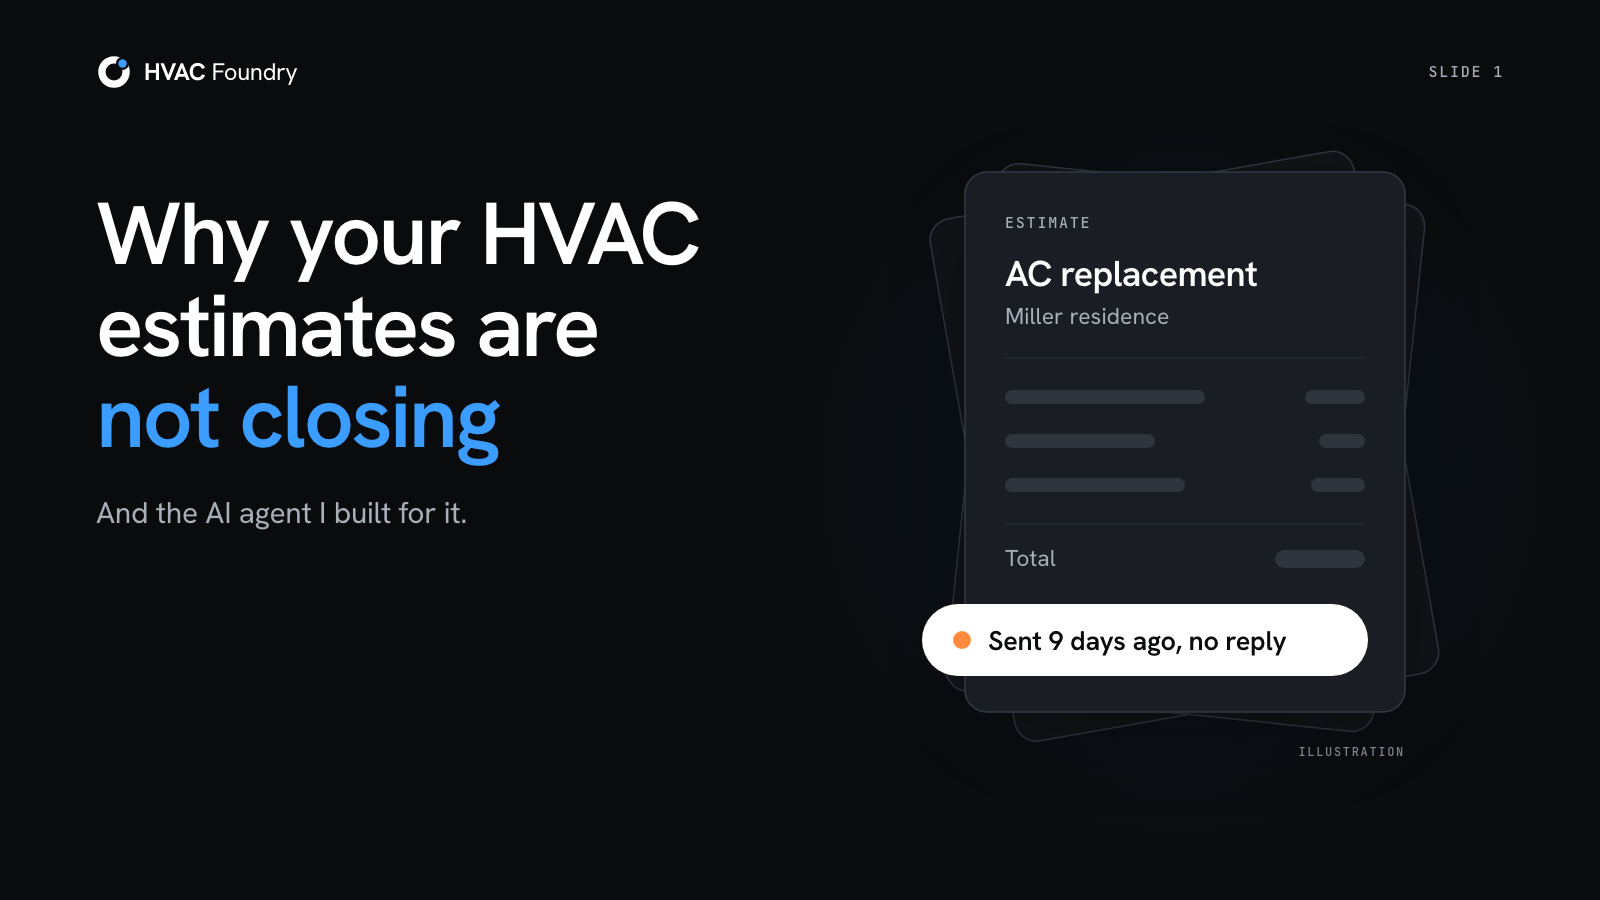 HVAC Foundry
SLIDE 1
Why your HVAC
estimates are
not closing
And the AI agent I built for it.
ESTIMATE
AC replacement
Miller residence
Total
Sent 9 days ago, no reply
ILLUSTRATION